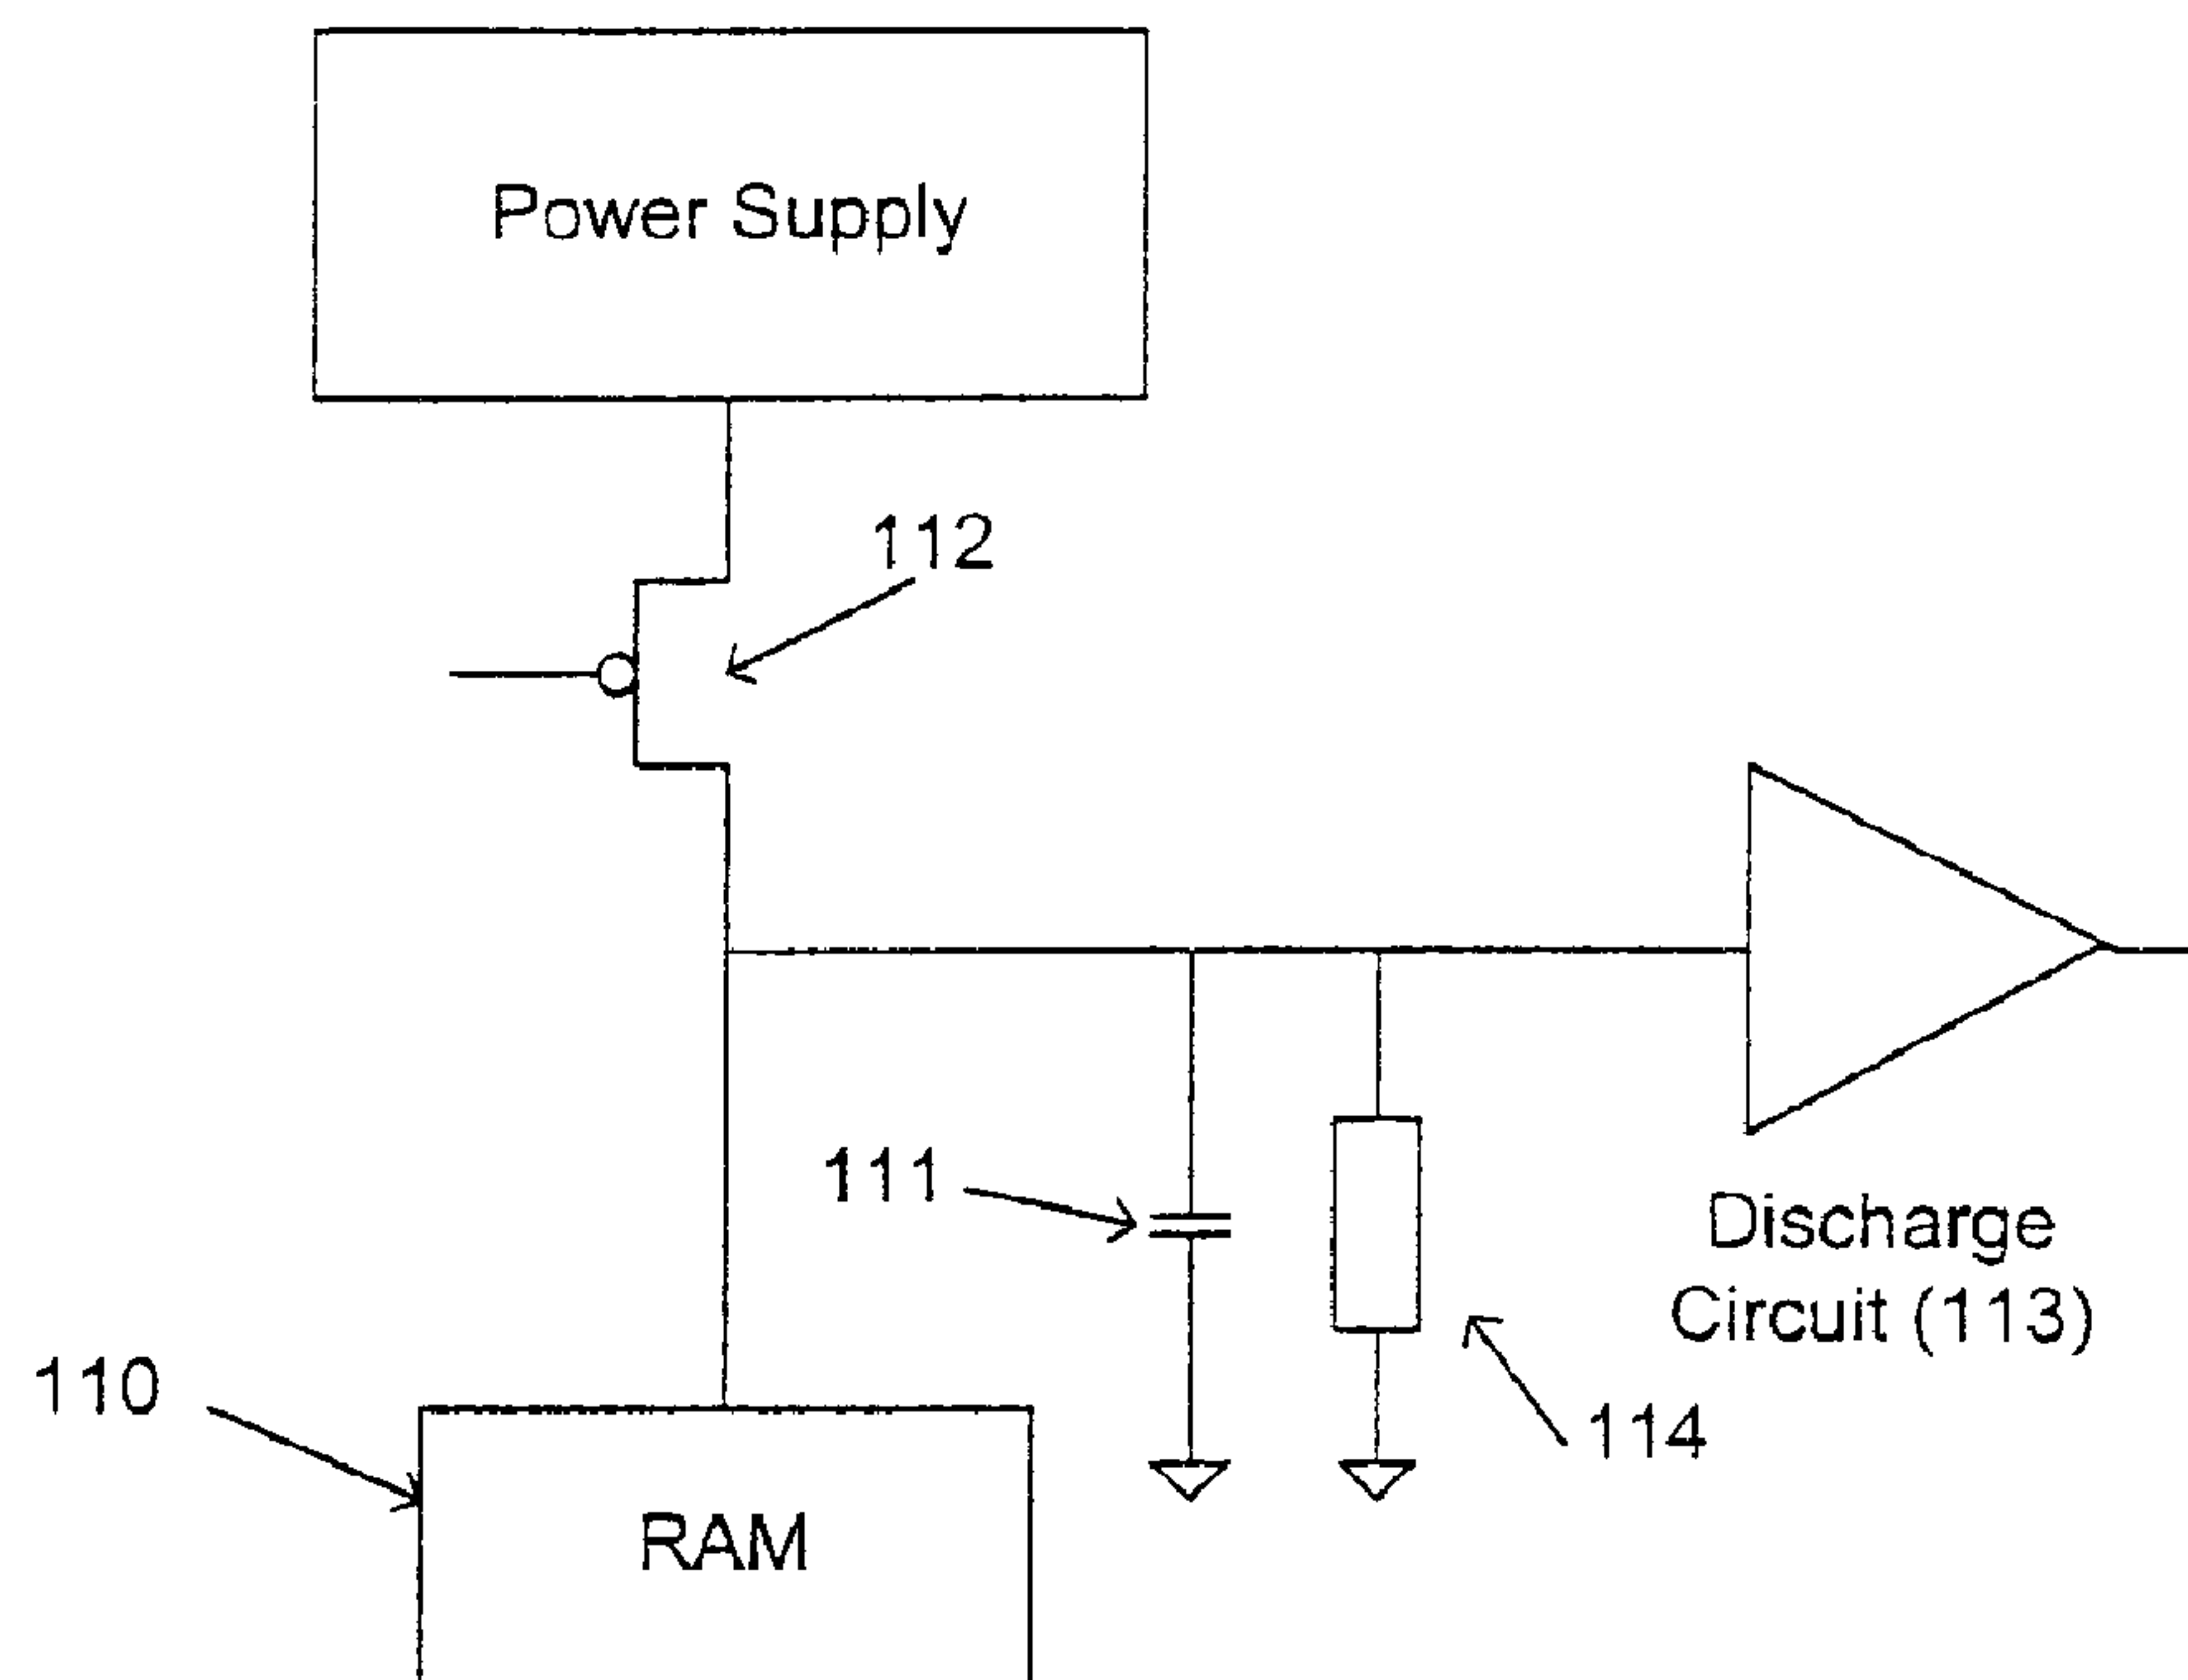 Power Supply
112
111
Discharge
Circuit (113)
110
114
RAM